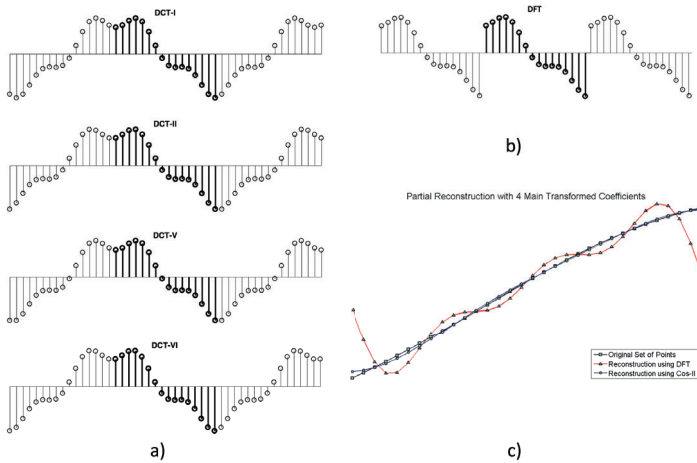 DCT-I
DCT-II
DCT-V
DCT-VI
a)
DFT
b)
Partial Reconstruction with 4 Main Transformed Coefficients
Original Set of Points
Reconstruction using DFT
Reconstruction using Cos-II
c)